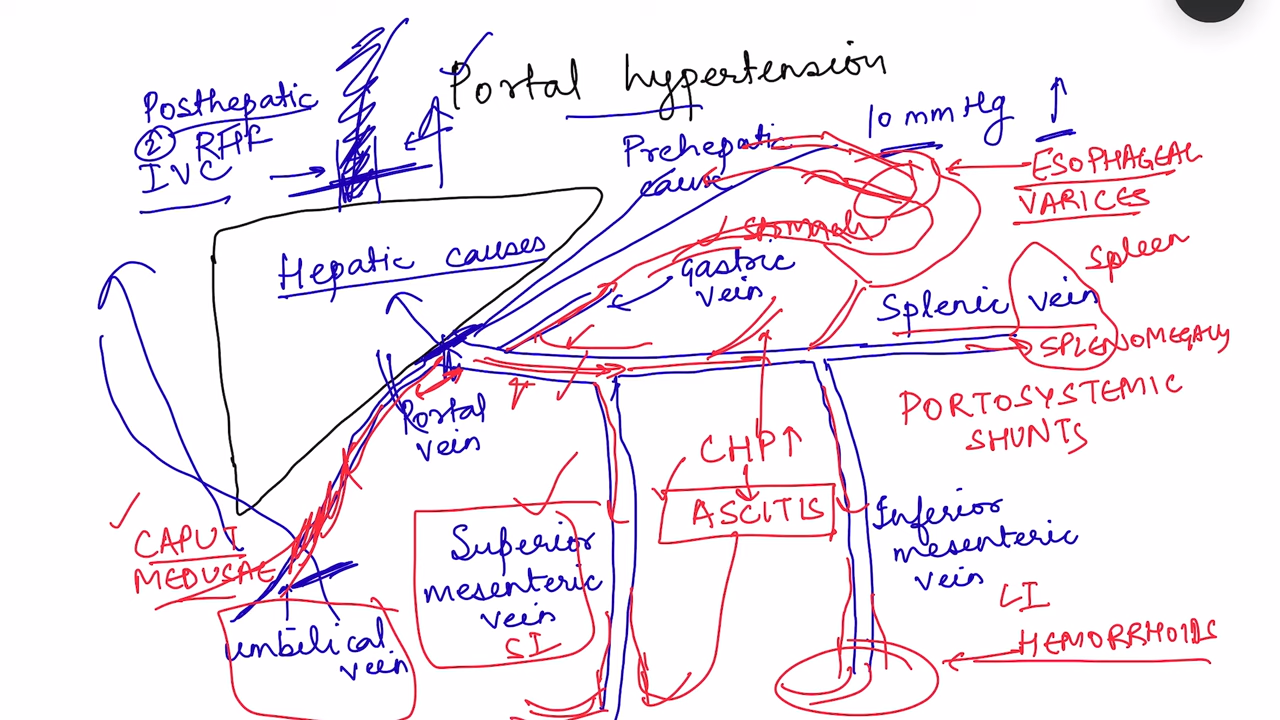 Portal hypertension
Posthepatic
② RHF
IVC
Prehepatic
cause
10 mmHg ↑
ESOPHAGEAL
VARICES
Hepatic causes
Stomach
Gastric
vein
Spleen
Splenic vein
SPLENOMEGALY
Portal
vein
PORTOSYSTEMIC
SHUNTS
CHP↑
ASCITIS
CAPUT
MEDUSAE
Superior
mesenteric
vein
SI
Inferior
mesenteric
vein
LI
HEMORRHOIDS
umbilical
vein